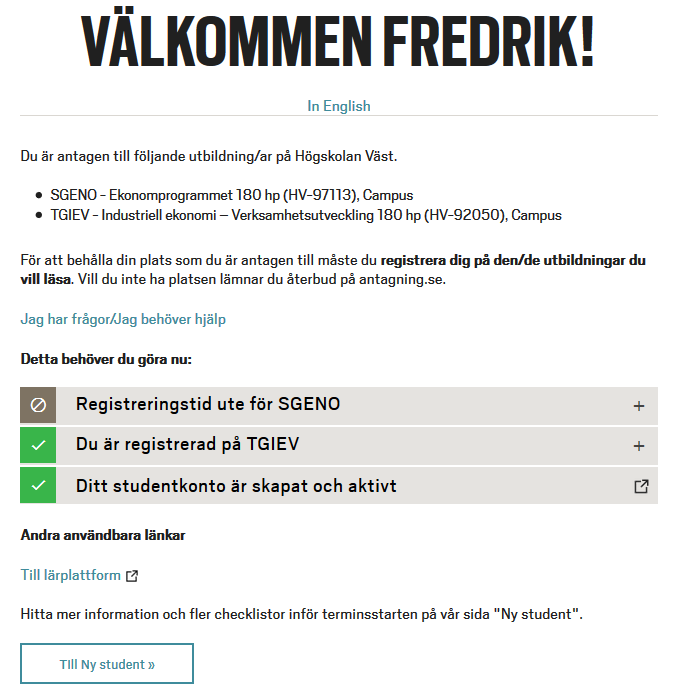 VÄLKOMMEN FREDRIK!
In English
Du är antagen till följande utbildning/ar på Högskolan Väst.
• SGENO - Ekonomprogrammet 180 hp (HV-97113), Campus
• TGIEV - Industriell ekonomi – Verksamhetsutveckling 180 hp (HV-92050), Campus
För att behålla din plats som du är antagen till måste du registrera dig på den/de utbildningar du
vill läsa. Vill du inte ha platsen lämnar du återbud på antagning.se.
Jag har frågor/Jag behöver hjälp
Detta behöver du göra nu:
Registreringstid ute för SGENO +
Du är registrerad på TGIEV +
Ditt studentkonto är skapat och aktivt
Andra användbara länkar
Till lärplattform
Hitta mer information och fler checklistor inför terminsstarten på vår sida "Ny student".
TIll Ny student »